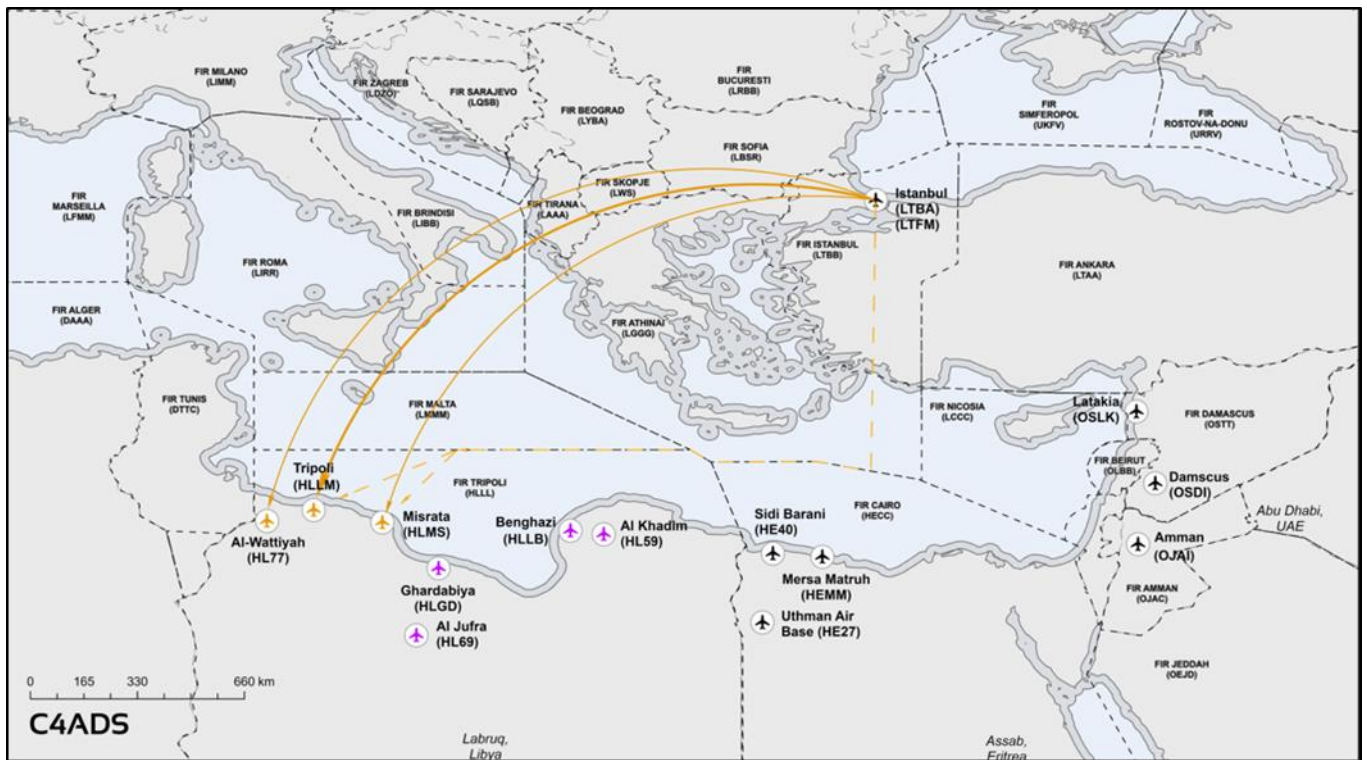 FIR MILANO
(LIMM)
FIR ZAGREB
(LDZO)
FIR SARAJEVO
(LQSB)
FIR BEOGRAD
(LYBA)
FIR
BUCURESTI
(LRBB)
FIR
SIMFEROPOL
(UKFV)
FIR
ROSTOV-NA-DONU
(URRV)
FIR SOFIA
(LBSR)
FIR
MARSEILLA
(LFMM)
FIR BRINDISI
(LIBB)
FIR TIRANA
(LAAA)
FIR SKOPJE
(LWS)
Istanbul
(LTBA)
(LTFM)
FIR ISTANBUL
(LTBB)
FIR ROMA
(LIRR)
FIR ANKARA
(LTAA)
FIR ALGER
(DAAA)
FIR ATHINAI
(LGGG)
FIR TUNIS
(DTTC)
FIR MALTA
(LMMM)
FIR NICOSIA
(LCCC)
Latakia
(OSLK)
FIR DAMASCUS
(OSTT)
Tripoli
(HLLM)
FIR TRIPOLI
(HLLL)
FIR BEIRUT
(OLBB)
Damscus
(OSDI)
FIR CAIRO
(HECC)
Abu Dhabi,
UAE
Al-Wattiyah
(HL77)
Misrata
(HLMS)
Benghazi
(HLLB)
Al Khadim
(HL59)
Sidi Barani
(HE40)
Mersa Matruh
(HEMM)
Amman
(OJAI)
Ghardabiya
(HLGD)
FIR AMMAN
(OJAC)
Al Jufra
(HL69)
Uthman Air
Base (HE27)
FIR JEDDAH
(OEJD)
0 165 330 660 km
C4ADS
Labruq,
Libya
Assab,
Eritrea